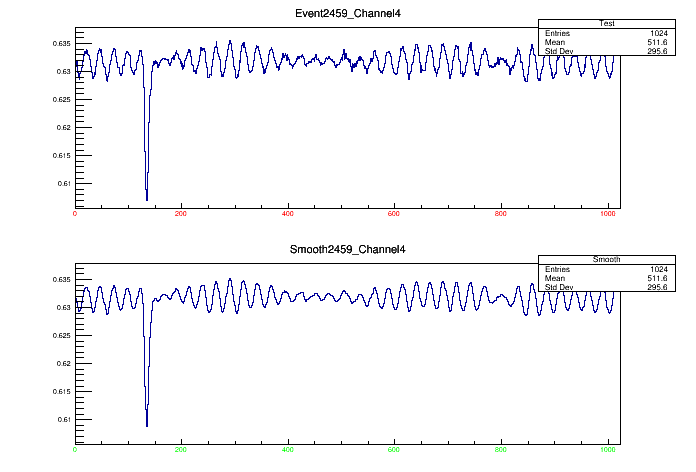 Event2459_Channel4
Test
Entries 1024
Mean 511.6
Std Dev 295.6
0.635
0.63
0.625
0.62
0.615
0.61
0 200 400 600 800 1000
Smooth2459_Channel4
Smooth
Entries 1024
Mean 511.6
Std Dev 295.6
0.635
0.63
0.625
0.62
0.615
0.61
0 200 400 600 800 1000